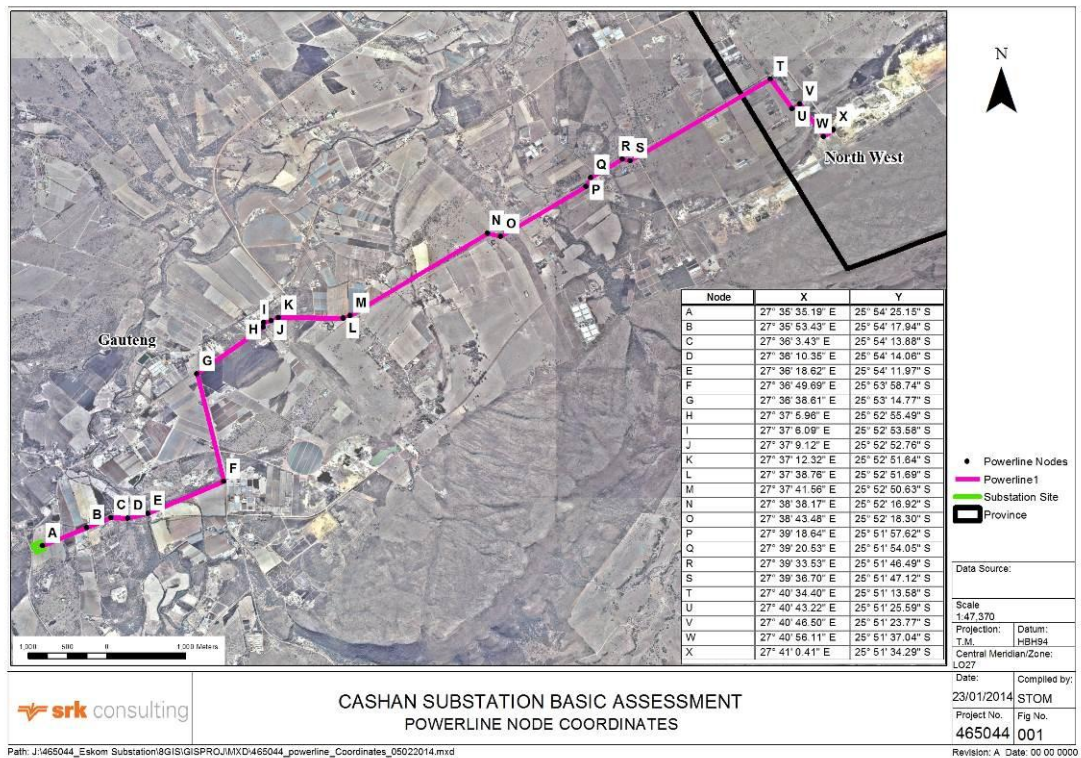 N
T
V
U
W
X
North West
R
S
Q
P
N
O
M
L
K
I
J
H
Gauteng
G
F
E
D
C
B
A
1,000 500 0 1,000 Meters
Node X Y
A 27° 35' 35.19" E 25° 54' 25.15" S
B 27° 35' 53.43" E 25° 54' 17.94" S
C 27° 36' 3.43" E 25° 54' 13.88" S
D 27° 36' 10.35" E 25° 54' 14.06" S
E 27° 36' 18.62" E 25° 54' 11.97" S
F 27° 36' 49.69" E 25° 53' 58.74" S
G 27° 36' 38.61" E 25° 53' 14.77" S
H 27° 37' 5.96" E 25° 52' 55.49" S
I 27° 37' 6.09" E 25° 52' 53.58" S
J 27° 37' 9.12" E 25° 52' 52.76" S
K 27° 37' 12.32" E 25° 52' 51.64" S
L 27° 37' 38.76" E 25° 52' 51.69" S
M 27° 37' 41.56" E 25° 52' 50.63" S
N 27° 38' 38.17" E 25° 52' 16.92" S
O 27° 38' 43.48" E 25° 52' 18.30" S
P 27° 39' 18.64" E 25° 51' 57.62" S
Q 27° 39' 20.53" E 25° 51' 54.05" S
R 27° 39' 33.53" E 25° 51' 46.49" S
S 27° 39' 36.70" E 25° 51' 47.12" S
T 27° 40' 34.40" E 25° 51' 13.58" S
U 27° 40' 43.22" E 25° 51' 25.59" S
V 27° 40' 46.50" E 25° 51' 23.77" S
W 27° 40' 56.11" E 25° 51' 37.04" S
X 27° 41' 0.41" E 25° 51' 34.29" S
Powerline Nodes
Powerline1
Substation Site
Province
Data Source:
Scale
1:47,370
Projection: Datum:
T.M. HBH94
Central Meridian/Zone:
LO27
Date: Compiled by:
23/01/2014 STOM
Project No. Fig No.
465044 001
srk consulting
CASHAN SUBSTATION BASIC ASSESSMENT
POWERLINE NODE COORDINATES
Path: J:\465044_Eskom Substation\8GIS\GISPROJ\MXD\465044_powerline_Coordinates_05022014.mxd
Revision: A Date: 00 00 0000